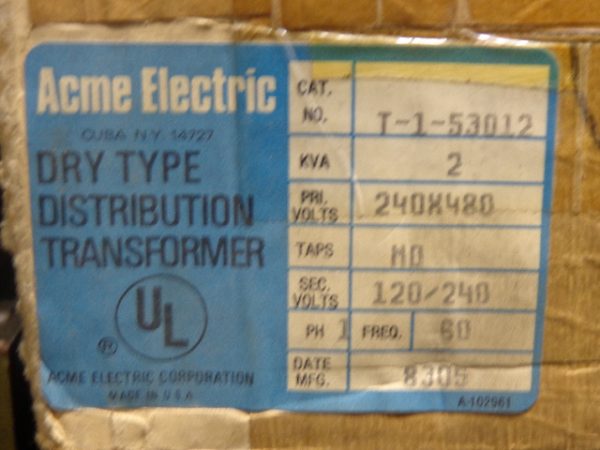 Acme Electric
CUBA N.Y. 14727
DRY TYPE
DISTRIBUTION
TRANSFORMER
UL
®
ACME ELECTRIC CORPORATION
MADE IN U.S.A.
CAT. NO. T-1-53012
KVA 2
PRI. VOLTS 240X480
TAPS NO
SEC. VOLTS 120/240
PH 1 FREQ. 60
DATE MFG. 8305
A-102961